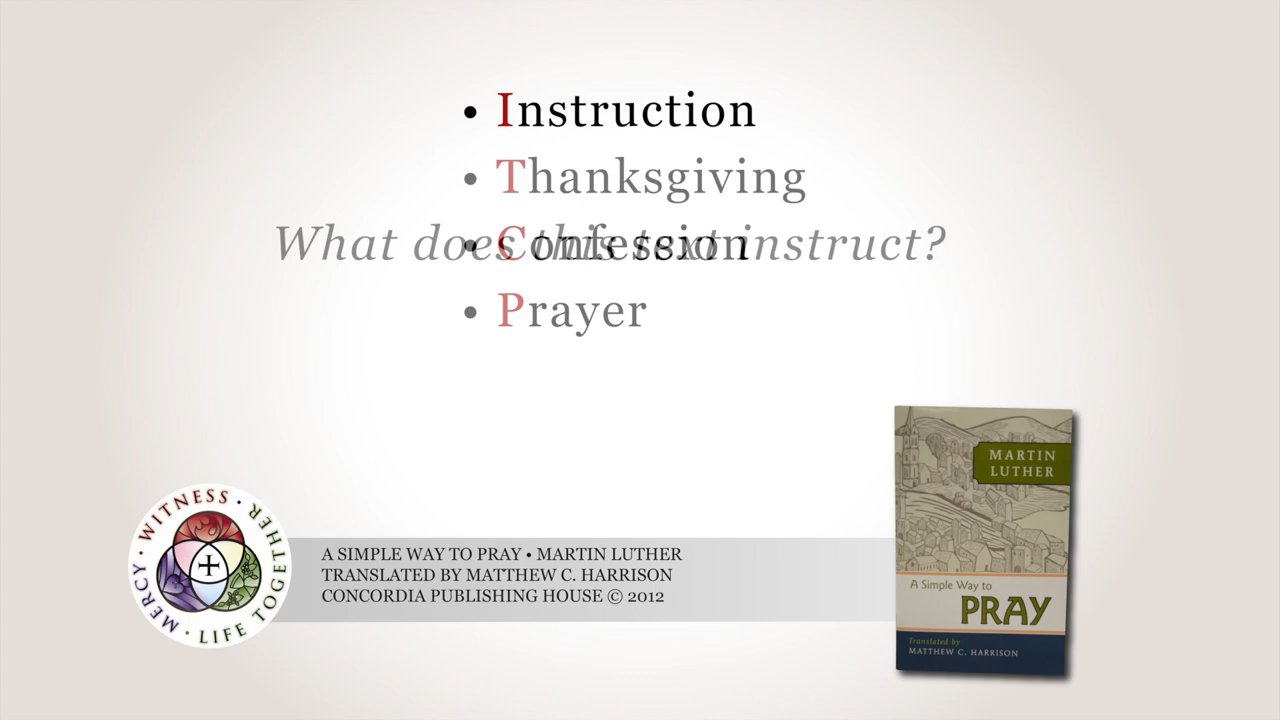 • Instruction
• Thanksgiving
What does this text instruct?
• Confession
• Prayer
MARTIN
LUTHER
A Simple Way to
PRAY
Translated by
MATTHEW C. HARRISON
WITNESS • LIFE TOGETHER • MERCY •
A SIMPLE WAY TO PRAY • MARTIN LUTHER
TRANSLATED BY MATTHEW C. HARRISON
CONCORDIA PUBLISHING HOUSE © 2012